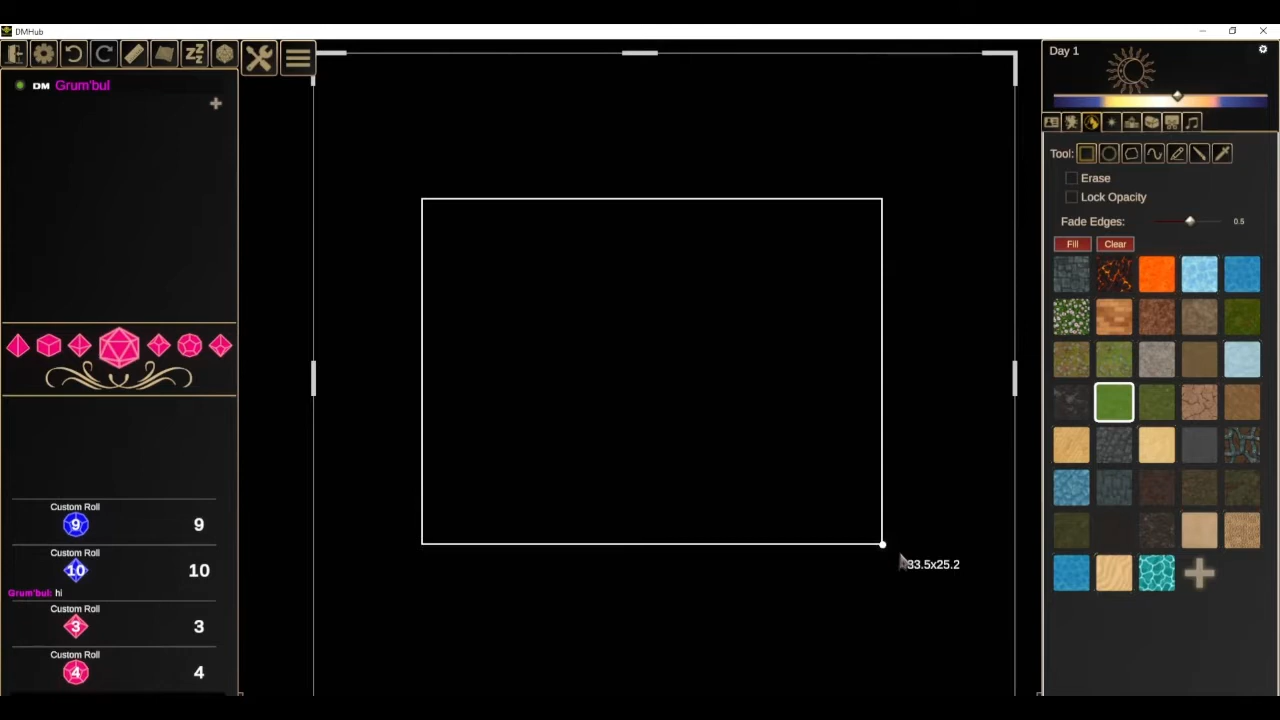 DMHub
DM Grum'bul
Custom Roll
9 9
Custom Roll
10 10
Grum'bul: hi
Custom Roll
3 3
Custom Roll
4 4
33.5x25.2
Day 1
Tool:
Erase
Lock Opacity
Fade Edges: 0.5
Fill Clear